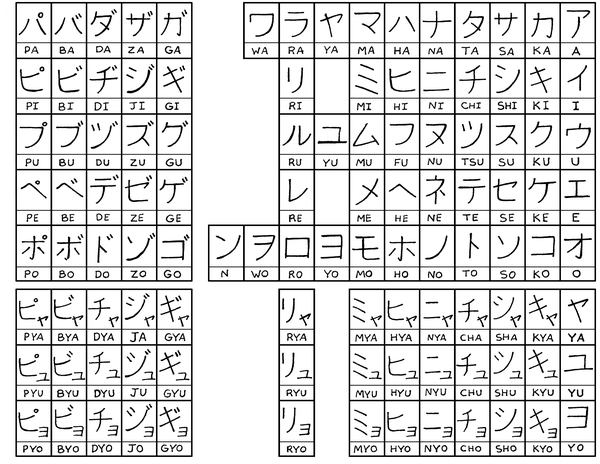 パ バ ダ ザ ガ ワ ラ ヤ マ ハ ナ タ サ カ ア
PA BA DA ZA GA WA RA YA MA HA NA TA SA KA A
ピ ビ ヂ ジ ギ リ ミ ヒ ニ チ シ キ イ
PI BI DI JI GI RI MI HI NI CHI SHI KI I
プ ブ ヅ ズ グ ル ユ ム フ ヌ ツ ス ク ウ
PU BU DU ZU GU RU YU MU FU NU TSU SU KU U
ペ ベ デ ゼ ゲ レ メ ヘ ネ テ セ ケ エ
PE BE DE ZE GE RE ME HE NE TE SE KE E
ポ ボ ド ゾ ゴ ン ヲ ロ ヨ モ ホ ノ ト ソ コ オ
PO BO DO ZO GO N WO RO YO MO HO NO TO SO KO O
ピャ ビャ チャ ジャ ギャ リャ ミャ ヒャ ニャ チャ シャ キャ ヤ
PYA BYA DYA JA GYA RYA MYA HYA NYA CHA SHA KYA YA
ピュ ビュ チュ ジュ ギュ リュ ミュ ヒュ ニュ チュ シュ キュ ユ
PYU BYU DYU JU GYU RYU MYU HYU NYU CHU SHU KYU YU
ピョ ビョ チョ ジョ ギョ リョ ミョ ヒョ ニョ チョ ショ キョ ヨ
PYO BYO DYO JO GYO RYO MYO HYO NYO CHO SHO KYO YO